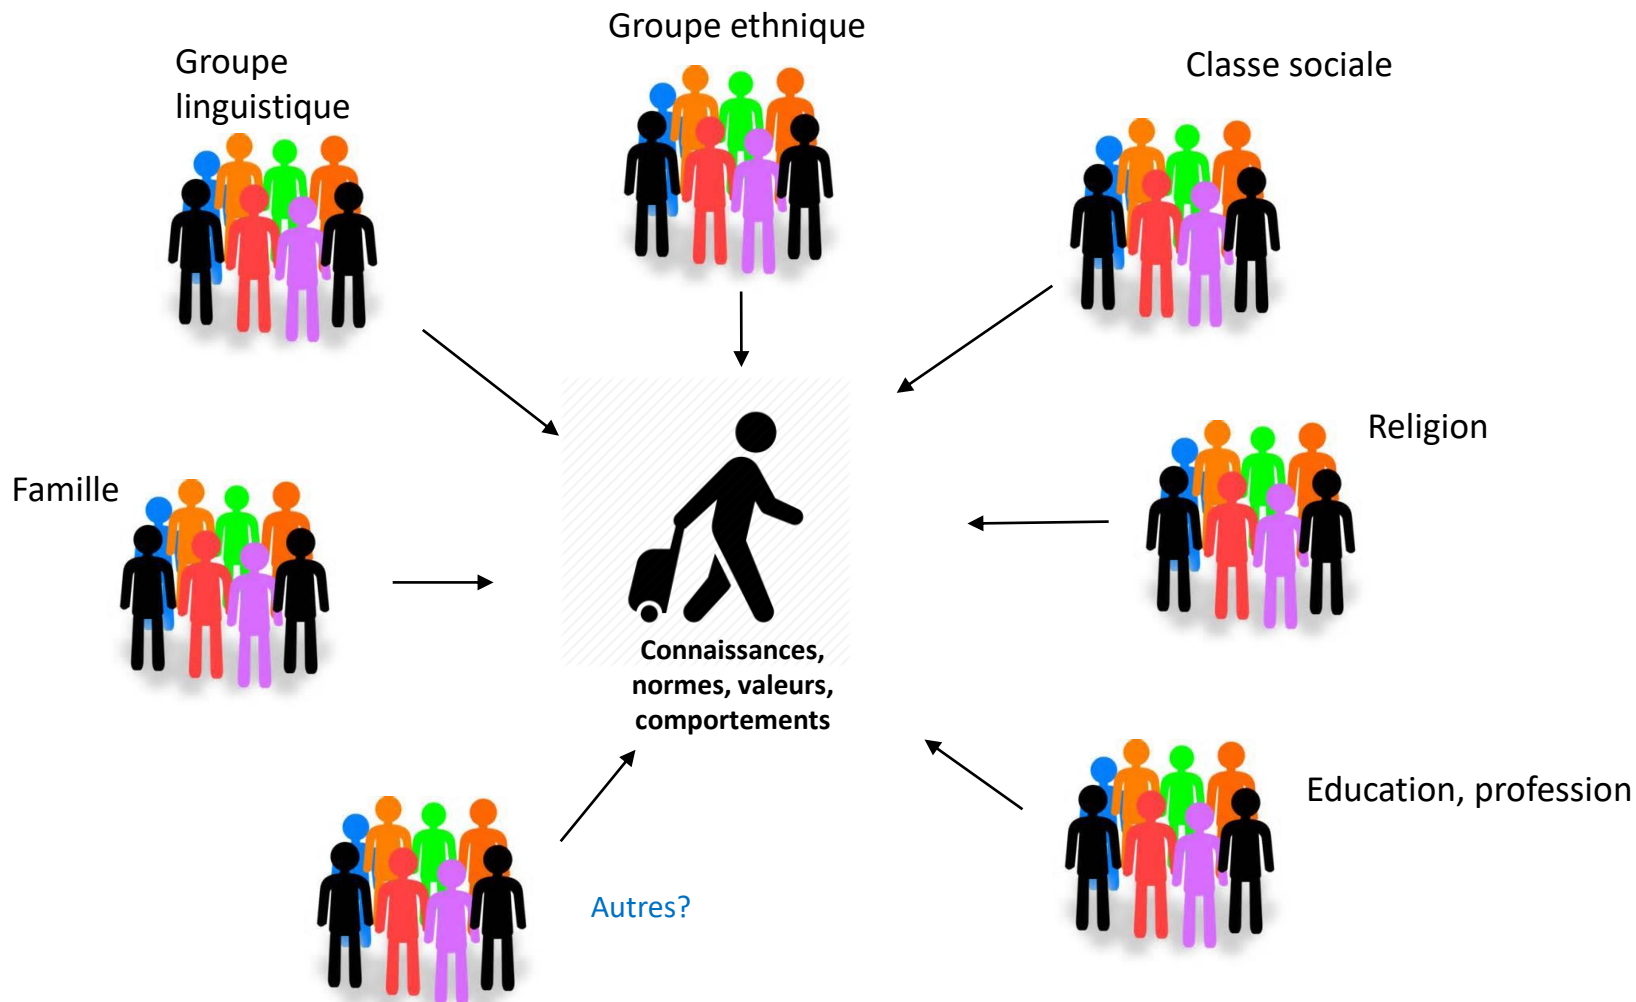 Groupe ethnique
Groupe
linguistique
Classe sociale
Religion
Famille
Connaissances,
normes, valeurs,
comportements
Education, profession
Autres?